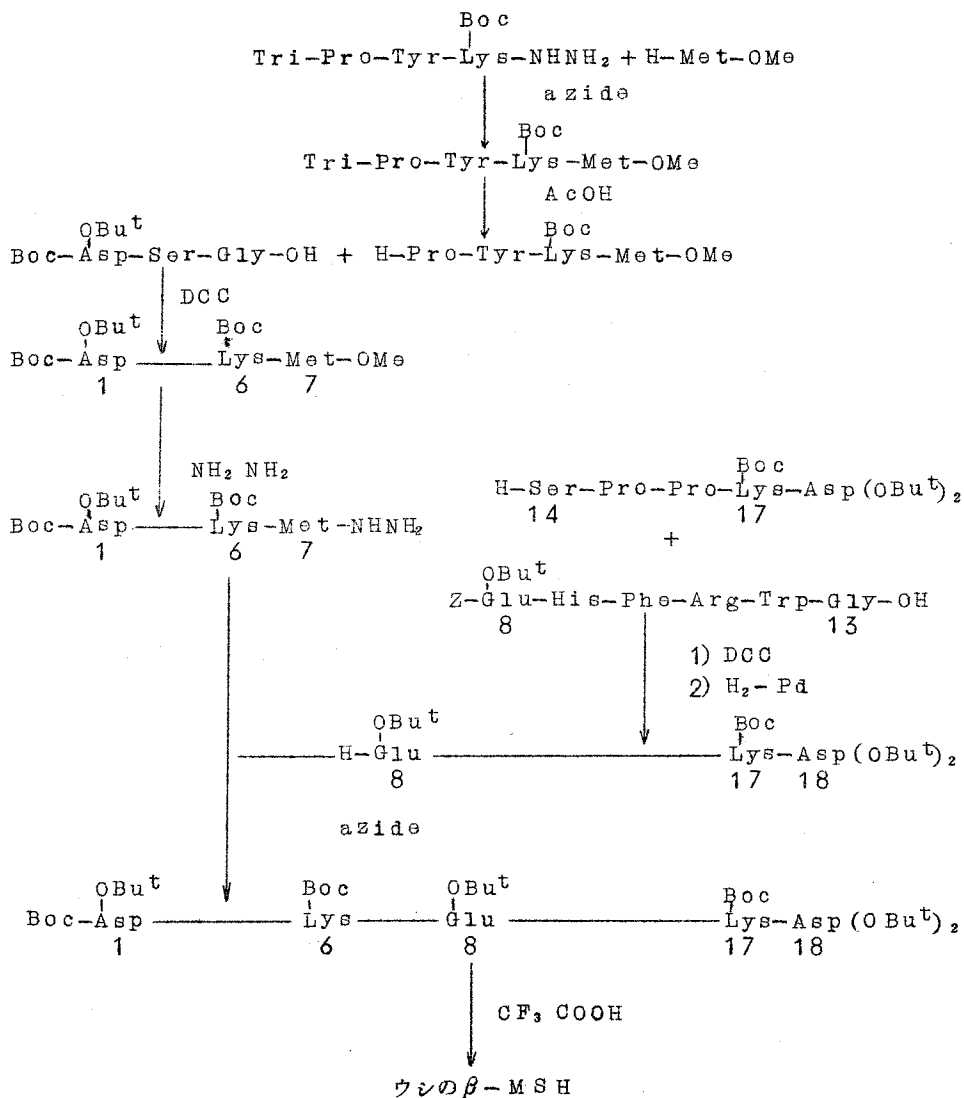 Boc
Tri-Pro-Tyr-Lys-NHNH₂ + H-Met-OMe
azide
Boc
Tri-Pro-Tyr-Lys-Met-OMe
AcOH
OBuᵗ Boc
Boc-Asp-Ser-Gly-OH + H-Pro-Tyr-Lys-Met-OMe
DCC
OBuᵗ Boc
Boc-Asp Lys-Met-OMe
1 6 7
NH₂ NH₂
OBuᵗ Boc
Boc-Asp Lys-Met-NHNH₂
1 6 7
Boc
H-Ser-Pro-Pro-Lys-Asp(OBuᵗ)₂
14 17
+
OBuᵗ
Z-Glu-His-Phe-Arg-Trp-Gly-OH
8 13
1) DCC
2) H₂-Pd
OBuᵗ Boc
H-Glu Lys-Asp(OBuᵗ)₂
8 17 18
azide
OBuᵗ Boc OBuᵗ Boc
Boc-Asp Lys Glu Lys-Asp(OBuᵗ)₂
1 6 8 17 18
CF₃ COOH
ウシのβ-MSH